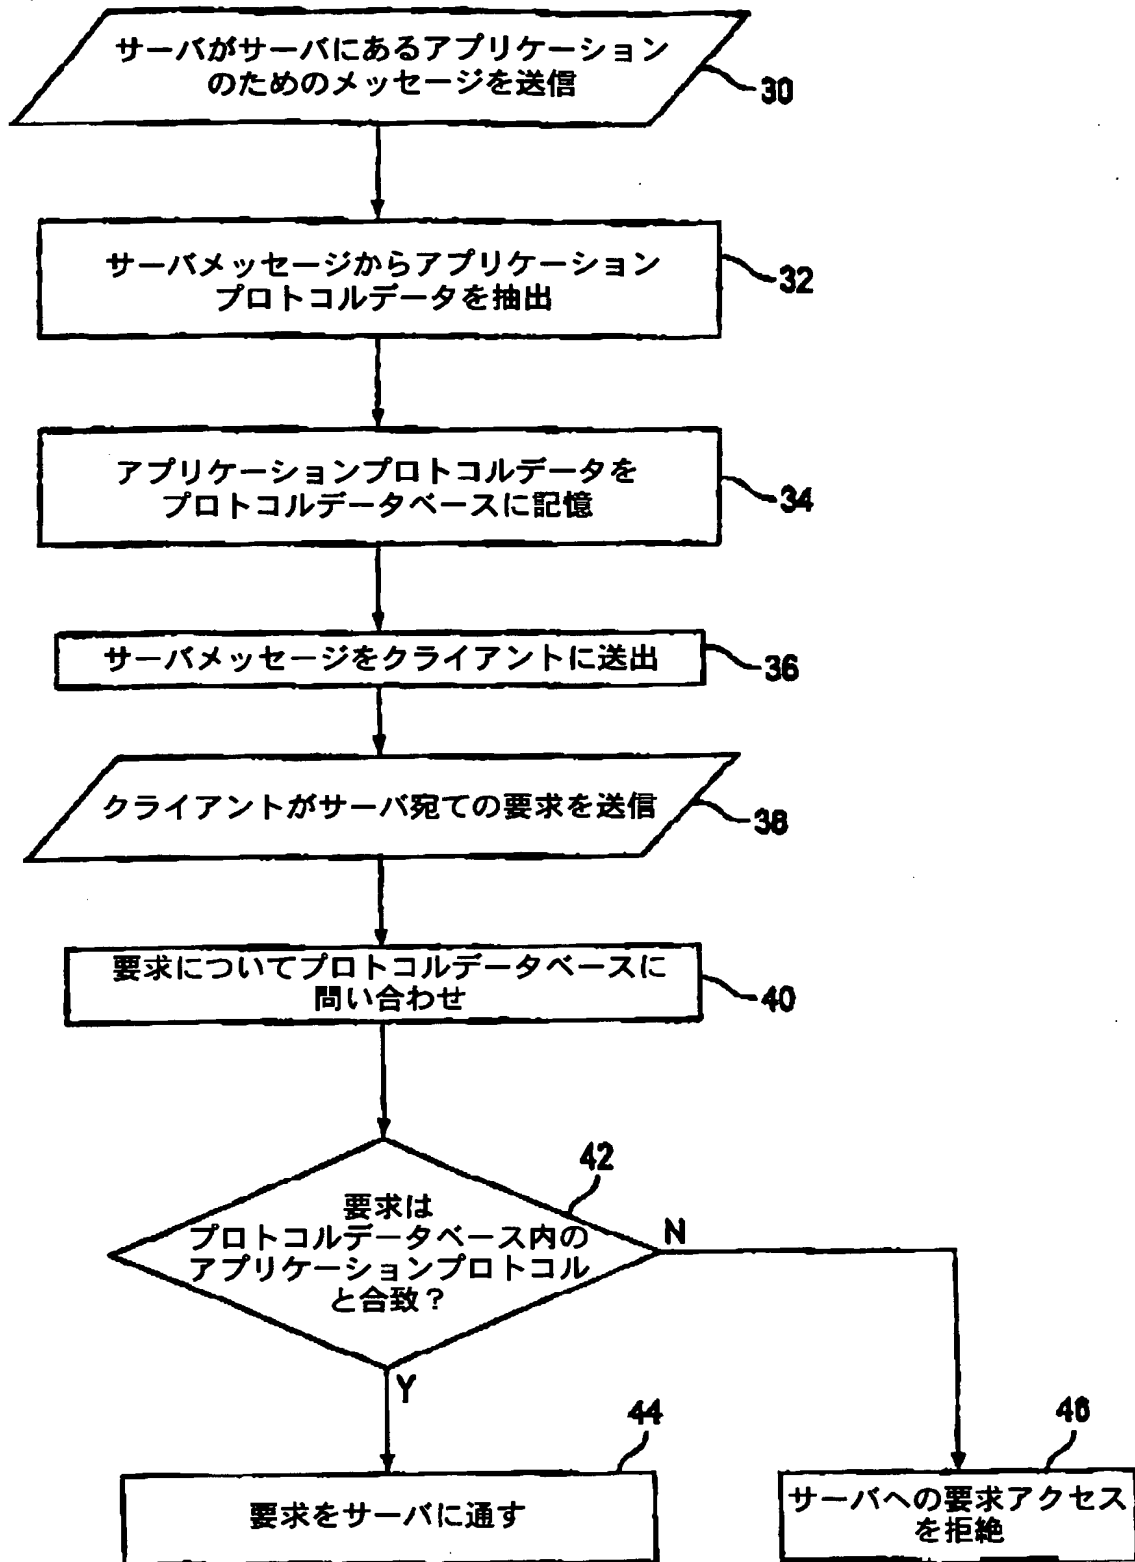 サーバがサーバにあるアプリケーション
のためのメッセージを送信
30
サーバメッセージからアプリケーション
プロトコルデータを抽出
32
アプリケーションプロトコルデータを
プロトコルデータベースに記憶
34
サーバメッセージをクライアントに送出
36
クライアントがサーバ宛ての要求を送信
38
要求についてプロトコルデータベースに
問い合わせ
40
42
要求は
プロトコルデータベース内の
アプリケーションプロトコル
と合致？
N
Y
44
要求をサーバに通す
46
サーバへの要求アクセス
を拒絶